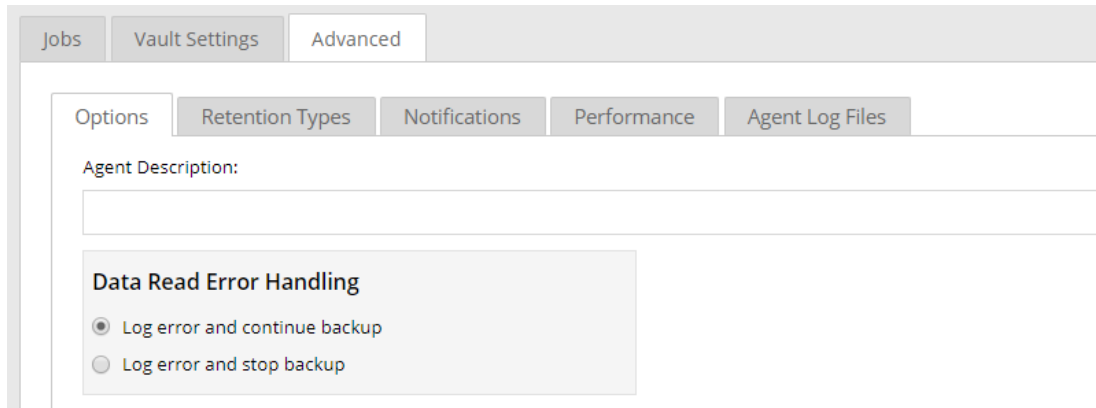 Jobs Vault Settings Advanced
Options Retention Types Notifications Performance Agent Log Files
Agent Description:
Data Read Error Handling
Log error and continue backup
Log error and stop backup